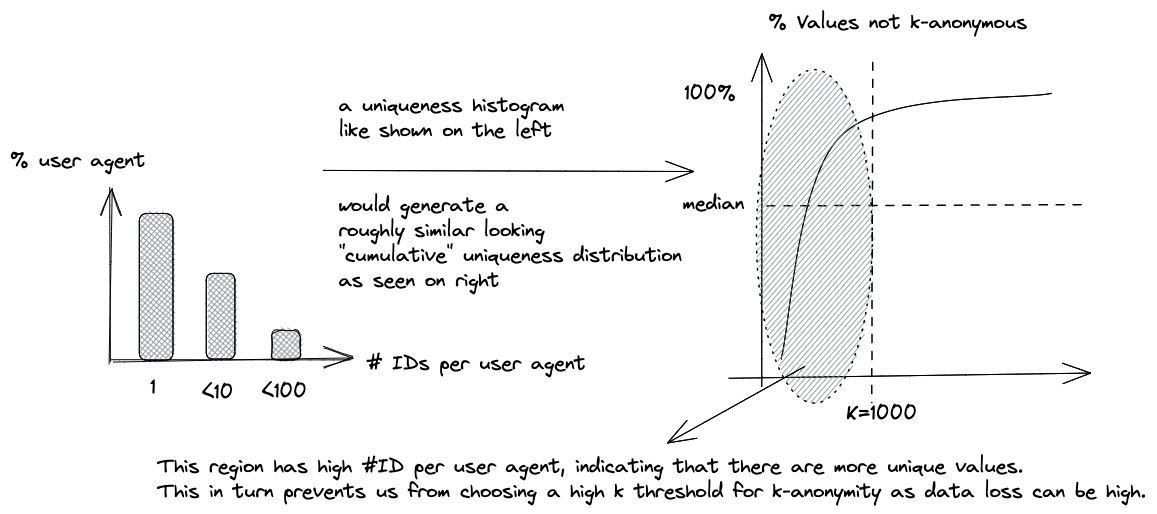 % Values not k-anonymous
a uniqueness histogram
like shown on the left
100%
% user agent
would generate a
roughly similar looking
"cumulative" uniqueness distribution
as seen on right
median
# IDs per user agent
1 <10 <100
K=1000
This region has high #ID per user agent, indicating that there are more unique values.
This in turn prevents us from choosing a high k threshold for k-anonymity as data loss can be high.